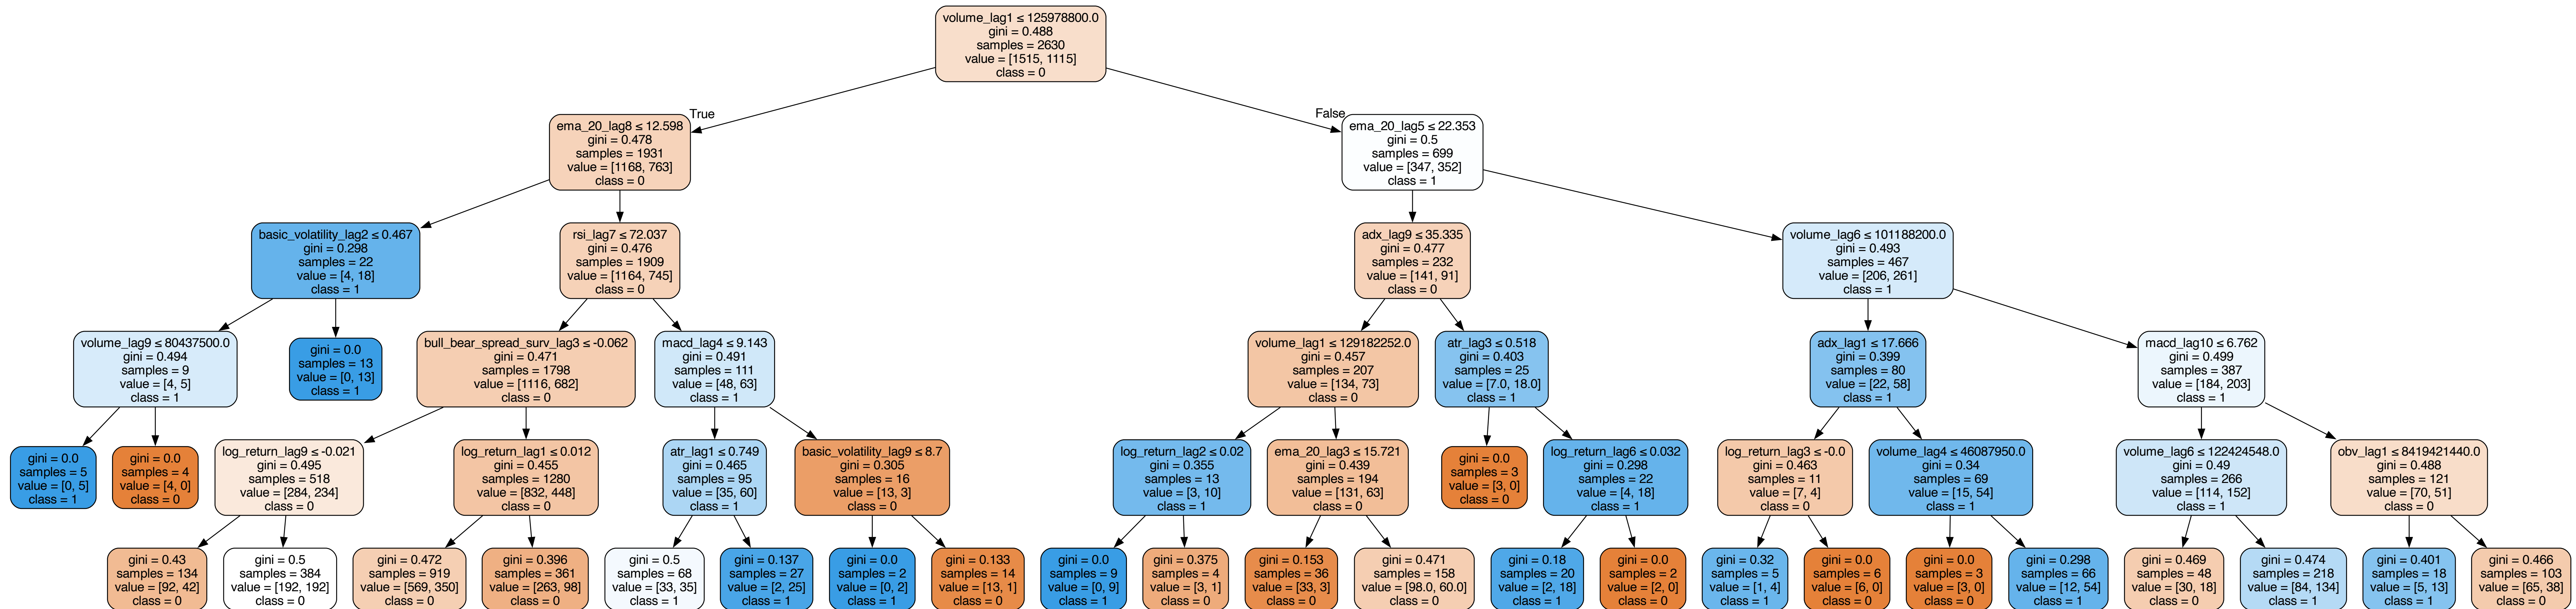 volume_lag1 ≤ 125978800.0
gini = 0.488
samples = 2630
value = [1515, 1115]
class = 0
True
False
ema_20_lag8 ≤ 12.598
gini = 0.478
samples = 1931
value = [1168, 763]
class = 0
ema_20_lag5 ≤ 22.353
gini = 0.5
samples = 699
value = [347, 352]
class = 1
basic_volatility_lag2 ≤ 0.467
gini = 0.298
samples = 22
value = [4, 18]
class = 1
rsi_lag7 ≤ 72.037
gini = 0.476
samples = 1909
value = [1164, 745]
class = 0
adx_lag9 ≤ 35.335
gini = 0.477
samples = 232
value = [141, 91]
class = 0
volume_lag6 ≤ 101188200.0
gini = 0.493
samples = 467
value = [206, 261]
class = 1
volume_lag9 ≤ 80437500.0
gini = 0.494
samples = 9
value = [4, 5]
class = 1
gini = 0.0
samples = 13
value = [0, 13]
class = 1
bull_bear_spread_surv_lag3 ≤ -0.062
gini = 0.471
samples = 1798
value = [1116, 682]
class = 0
macd_lag4 ≤ 9.143
gini = 0.491
samples = 111
value = [48, 63]
class = 1
volume_lag1 ≤ 129182252.0
gini = 0.457
samples = 207
value = [134, 73]
class = 0
atr_lag3 ≤ 0.518
gini = 0.403
samples = 25
value = [7.0, 18.0]
class = 1
adx_lag1 ≤ 17.666
gini = 0.399
samples = 80
value = [22, 58]
class = 1
macd_lag10 ≤ 6.762
gini = 0.499
samples = 387
value = [184, 203]
class = 1
gini = 0.0
samples = 5
value = [0, 5]
class = 1
gini = 0.0
samples = 4
value = [4, 0]
class = 0
log_return_lag9 ≤ -0.021
gini = 0.495
samples = 518
value = [284, 234]
class = 0
log_return_lag1 ≤ 0.012
gini = 0.455
samples = 1280
value = [832, 448]
class = 0
atr_lag1 ≤ 0.749
gini = 0.465
samples = 95
value = [35, 60]
class = 1
basic_volatility_lag9 ≤ 8.7
gini = 0.305
samples = 16
value = [13, 3]
class = 0
log_return_lag2 ≤ 0.02
gini = 0.355
samples = 13
value = [3, 10]
class = 1
ema_20_lag3 ≤ 15.721
gini = 0.439
samples = 194
value = [131, 63]
class = 0
gini = 0.0
samples = 3
value = [3, 0]
class = 0
log_return_lag6 ≤ 0.032
gini = 0.298
samples = 22
value = [4, 18]
class = 1
log_return_lag3 ≤ -0.0
gini = 0.463
samples = 11
value = [7, 4]
class = 0
volume_lag4 ≤ 46087950.0
gini = 0.34
samples = 69
value = [15, 54]
class = 1
volume_lag6 ≤ 122424548.0
gini = 0.49
samples = 266
value = [114, 152]
class = 1
obv_lag1 ≤ 8419421440.0
gini = 0.488
samples = 121
value = [70, 51]
class = 0
gini = 0.43
samples = 134
value = [92, 42]
class = 0
gini = 0.5
samples = 384
value = [192, 192]
class = 0
gini = 0.472
samples = 919
value = [569, 350]
class = 0
gini = 0.396
samples = 361
value = [263, 98]
class = 0
gini = 0.5
samples = 68
value = [33, 35]
class = 1
gini = 0.137
samples = 27
value = [2, 25]
class = 1
gini = 0.0
samples = 2
value = [0, 2]
class = 1
gini = 0.133
samples = 14
value = [13, 1]
class = 0
gini = 0.0
samples = 9
value = [0, 9]
class = 1
gini = 0.375
samples = 4
value = [3, 1]
class = 0
gini = 0.153
samples = 36
value = [33, 3]
class = 0
gini = 0.471
samples = 158
value = [98.0, 60.0]
class = 0
gini = 0.18
samples = 20
value = [2, 18]
class = 1
gini = 0.0
samples = 2
value = [2, 0]
class = 0
gini = 0.32
samples = 5
value = [1, 4]
class = 1
gini = 0.0
samples = 6
value = [6, 0]
class = 0
gini = 0.0
samples = 3
value = [3, 0]
class = 0
gini = 0.298
samples = 66
value = [12, 54]
class = 1
gini = 0.469
samples = 48
value = [30, 18]
class = 0
gini = 0.474
samples = 218
value = [84, 134]
class = 1
gini = 0.401
samples = 18
value = [5, 13]
class = 1
gini = 0.466
samples = 103
value = [65, 38]
class = 0